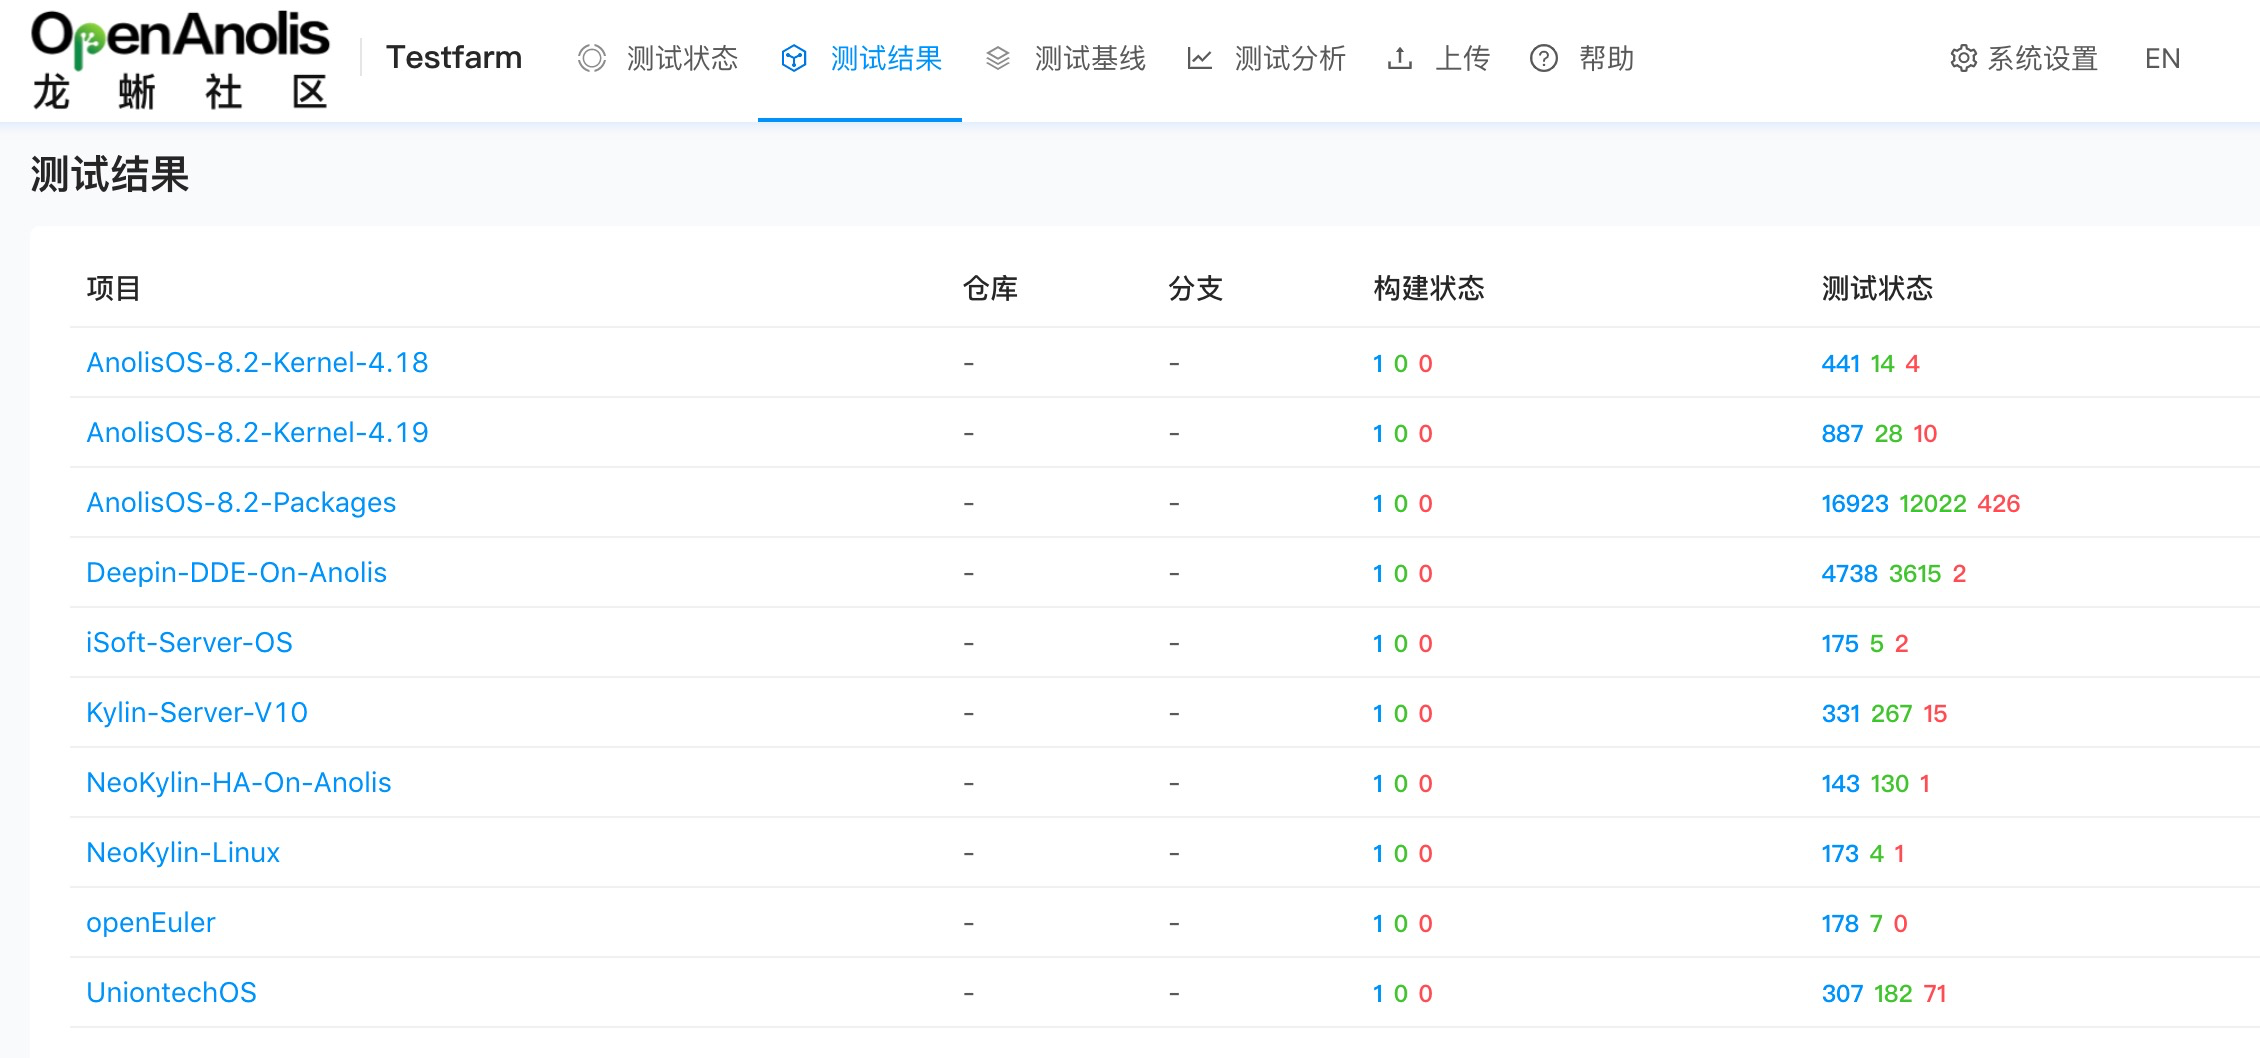 OpenAnolis
龙蜥社区
Testfarm 测试状态 测试结果 测试基线 测试分析 上传 帮助 系统设置 EN
测试结果
项目 仓库 分支 构建状态 测试状态
AnolisOS-8.2-Kernel-4.18 - - 1 0 0 441 14 4
AnolisOS-8.2-Kernel-4.19 - - 1 0 0 887 28 10
AnolisOS-8.2-Packages - - 1 0 0 16923 12022 426
Deepin-DDE-On-Anolis - - 1 0 0 4738 3615 2
iSoft-Server-OS - - 1 0 0 175 5 2
Kylin-Server-V10 - - 1 0 0 331 267 15
NeoKylin-HA-On-Anolis - - 1 0 0 143 130 1
NeoKylin-Linux - - 1 0 0 173 4 1
openEuler - - 1 0 0 178 7 0
UniontechOS - - 1 0 0 307 182 71